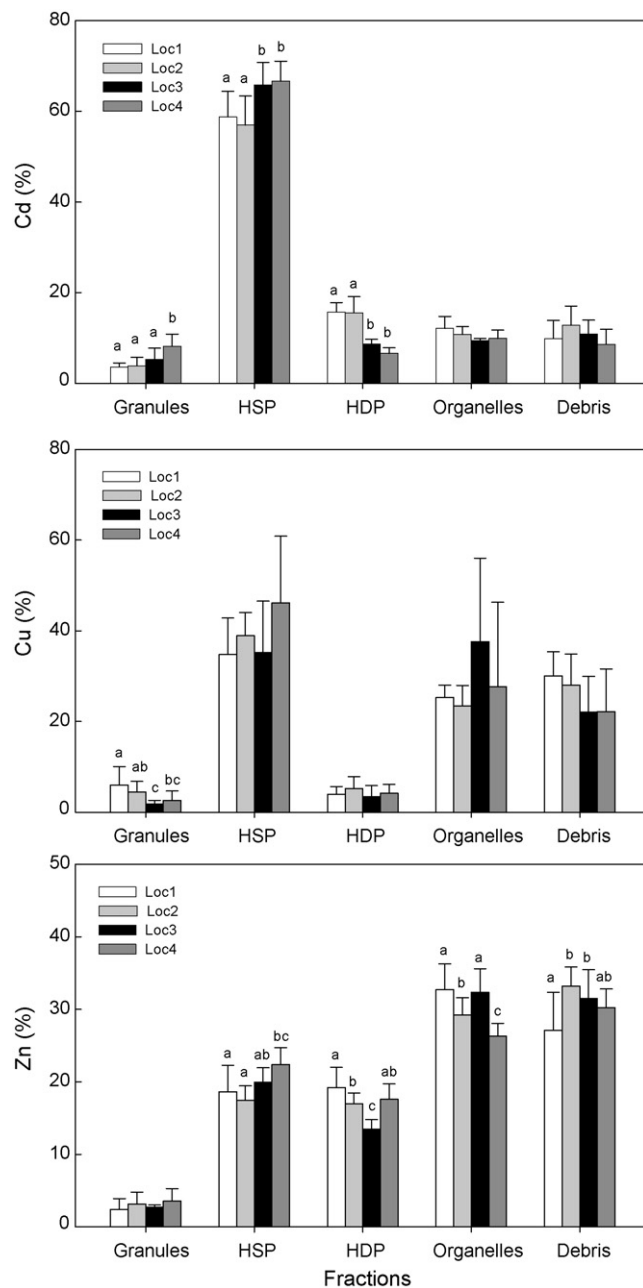 80
60
40
20
0
Cd (%)
Loc1
Loc2
Loc3
Loc4
a a a b
a a b b
a a b b
Granules HSP HDP Organelles Debris
80
60
40
20
0
Cu (%)
Loc1
Loc2
Loc3
Loc4
a ab c bc
Granules HSP HDP Organelles Debris
50
40
30
20
10
0
Zn (%)
Loc1
Loc2
Loc3
Loc4
a a ab bc
a b c ab
a b a c
a b b ab
Granules HSP HDP Organelles Debris
Fractions